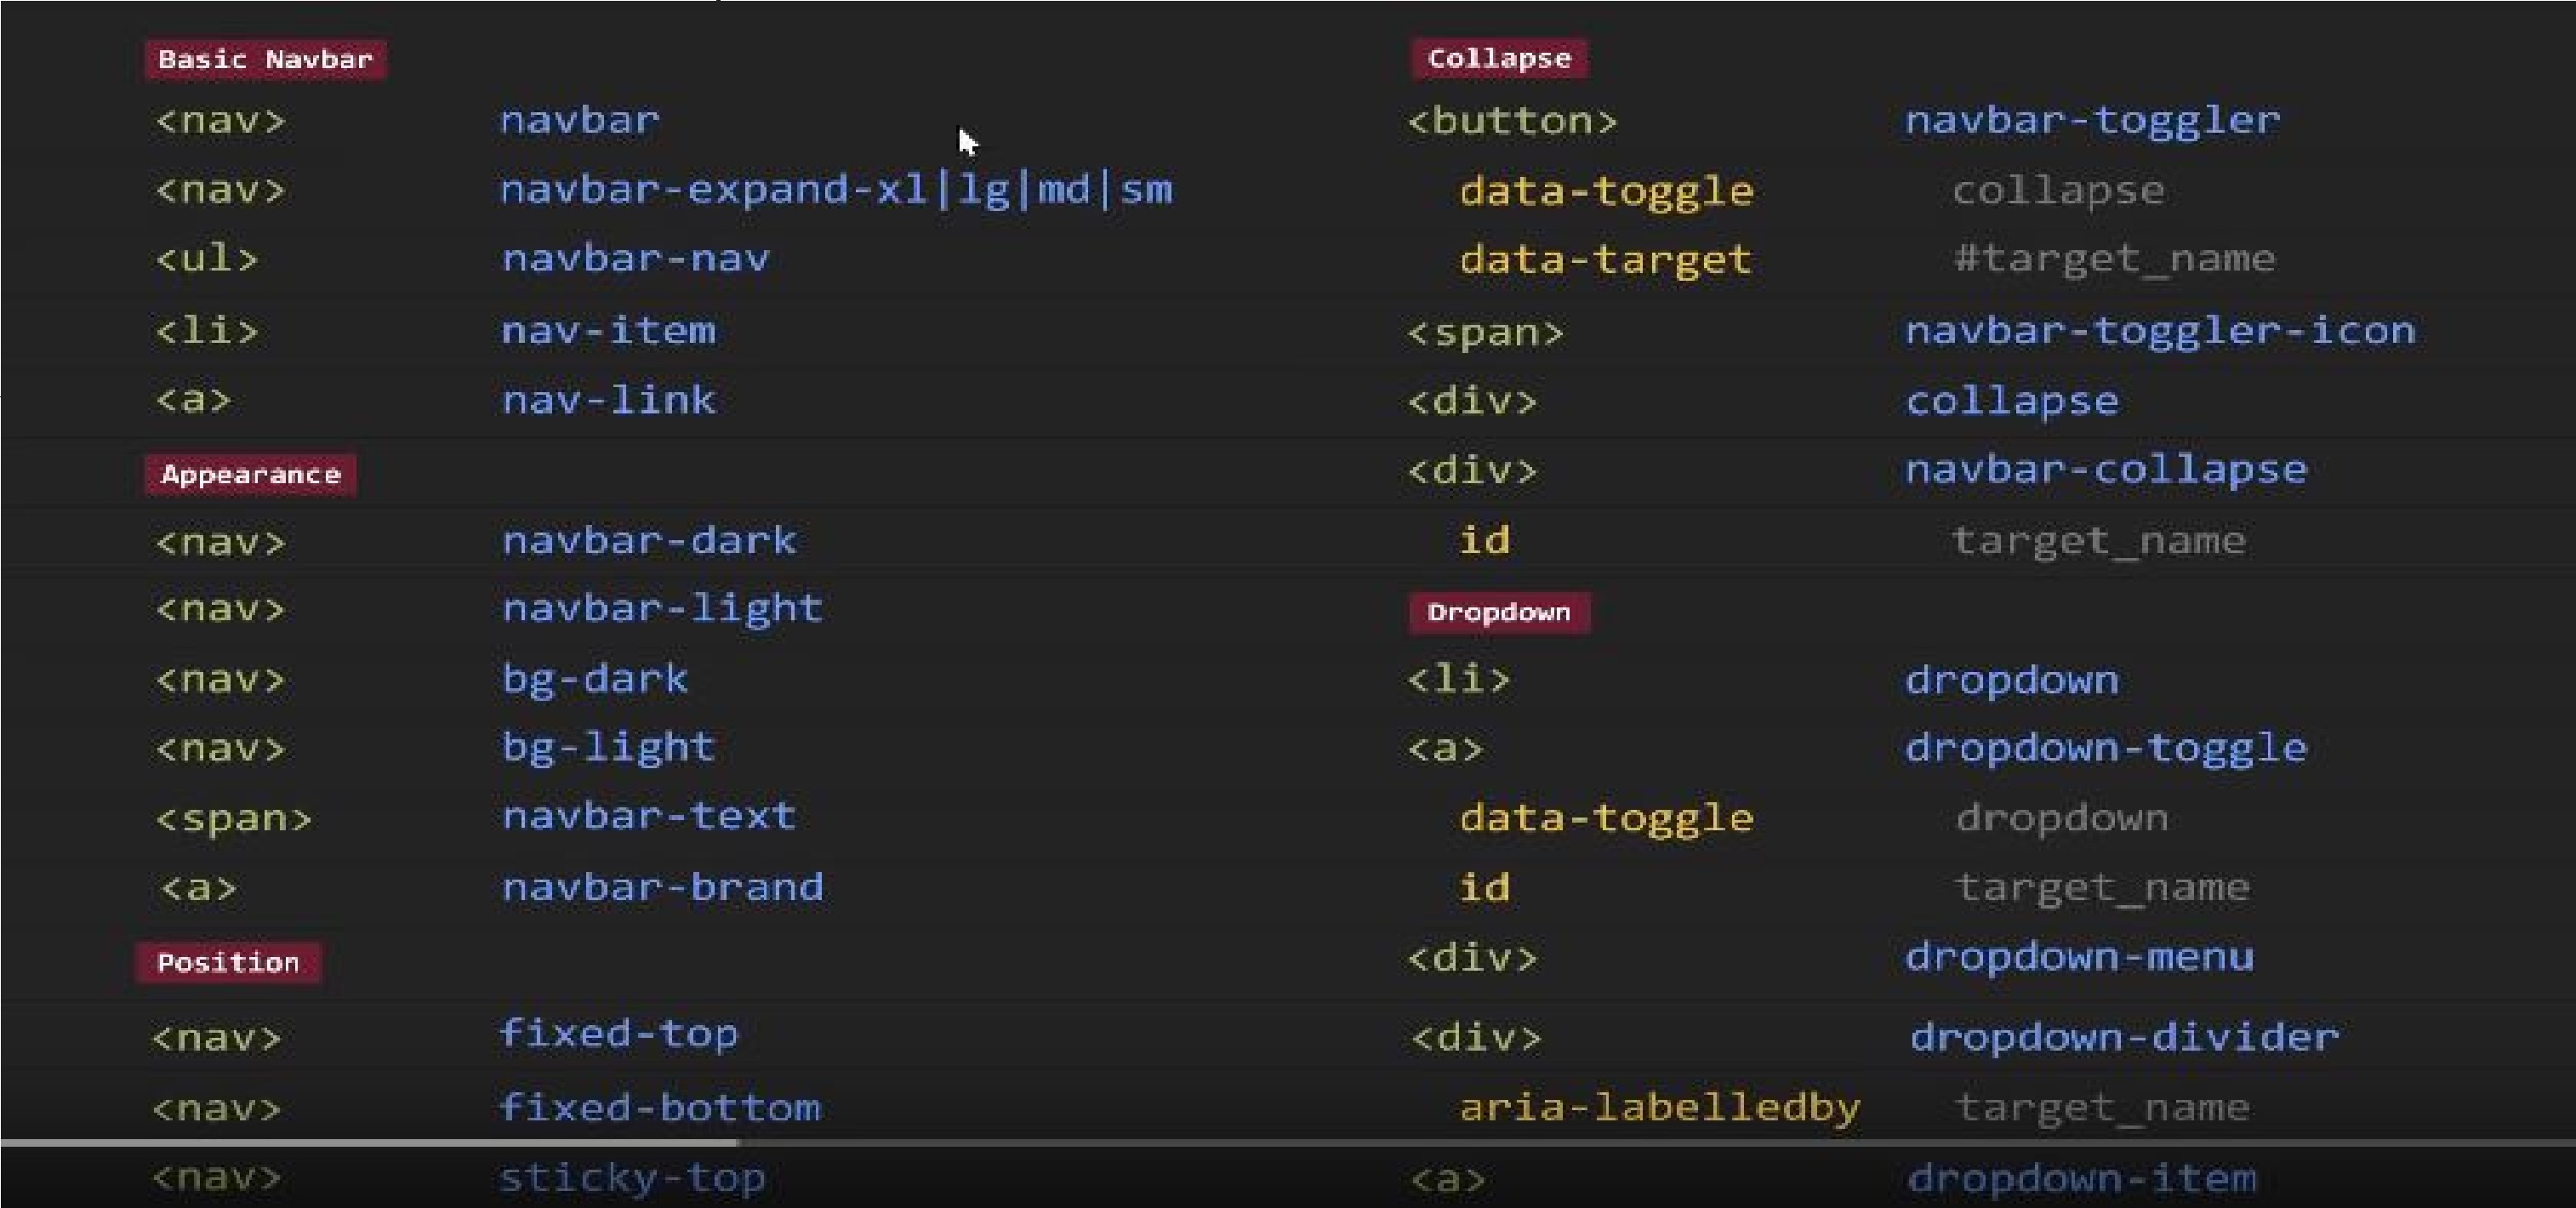 Basic Navbar
<nav> navbar
<nav> navbar-expand-xl|lg|md|sm
<ul> navbar-nav
<li> nav-item
<a> nav-link
Appearance
<nav> navbar-dark
<nav> navbar-light
<nav> bg-dark
<nav> bg-light
<span> navbar-text
<a> navbar-brand
Position
<nav> fixed-top
<nav> fixed-bottom
<nav> sticky-top
Collapse
<button> navbar-toggler
data-toggle collapse
data-target #target_name
<span> navbar-toggler-icon
<div> collapse
<div> navbar-collapse
id target_name
Dropdown
<li> dropdown
<a> dropdown-toggle
data-toggle dropdown
id target_name
<div> dropdown-menu
<div> dropdown-divider
aria-labelledby target_name
<a> dropdown-item